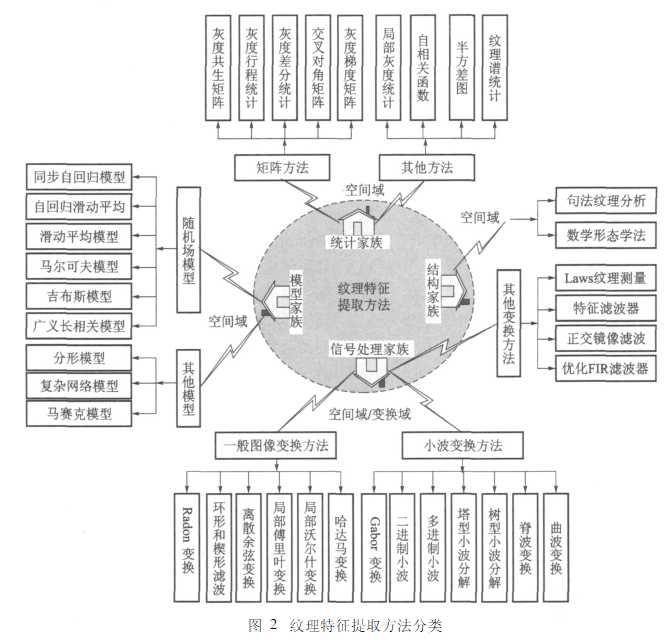 灰度共生矩阵
灰度行程统计
灰度差分统计
交叉对角矩阵
灰度梯度矩阵
局部灰度统计
自相关函数
半方差图
纹理谱统计
矩阵方法
其他方法
空间域
统计家族
同步自回归模型
自回归滑动平均
滑动平均模型
马尔可夫模型
吉布斯模型
广义长相关模型
随机场模型
空间域
分形模型
复杂网络模型
马赛克模型
其他模型
模型家族
纹理特征
提取方法
结构家族
空间域
句法纹理分析
数学形态学法
其他变换方法
Laws纹理测量
特征滤波器
正交镜像滤波
优化FIR滤波器
信号处理家族
空间域/变换域
一般图像变换方法
小波变换方法
Radon 变换
环形和楔形滤波
离散余弦变换
局部傅里叶变换
局部沃尔什变换
哈达马变换
Gabor 变换
二进制小波
多进制小波
塔型小波分解
树型小波分解
脊波变换
曲波变换
图 2 纹理特征提取方法分类